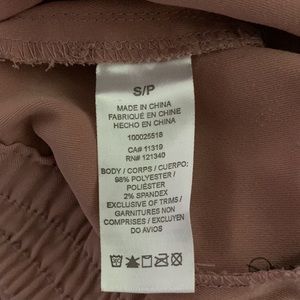 S/P
MADE IN CHINA
FABRIQUÉ EN CHINE
HECHO EN CHINA
100025518
CA# 11319
RN# 121340
BODY / CORPS / CUERPO:
98% POLYESTER /
POLIÉSTER
2% SPANDEX
EXCLUSIVE OF TRIMS /
GARNITURES NON
COMPRISES / EXCLUYEN
DO AVIOS